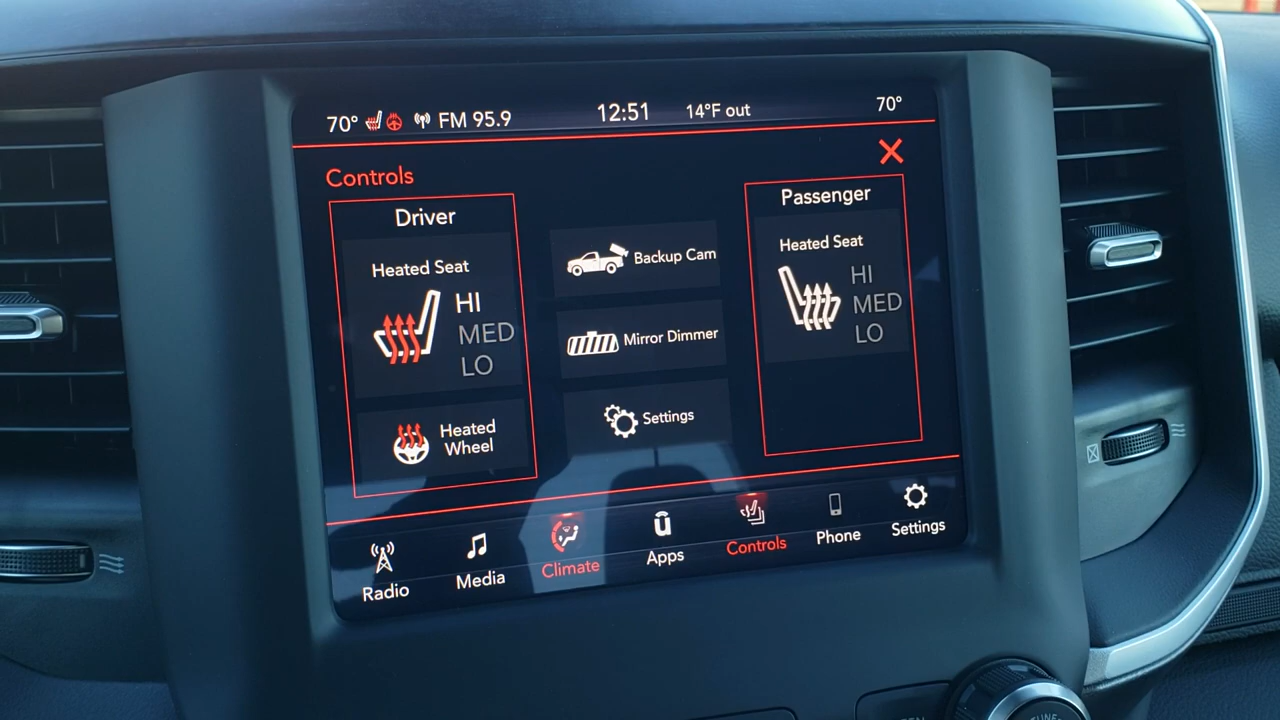 70° FM 95.9 12:51 14°F out 70°
Controls
Driver
Heated Seat
HI
MED
LO
Heated
Wheel
Backup Cam
Mirror Dimmer
Settings
Passenger
Heated Seat
HI
MED
LO
Radio
Media
Climate
Apps
Controls
Phone
Settings
TUNE